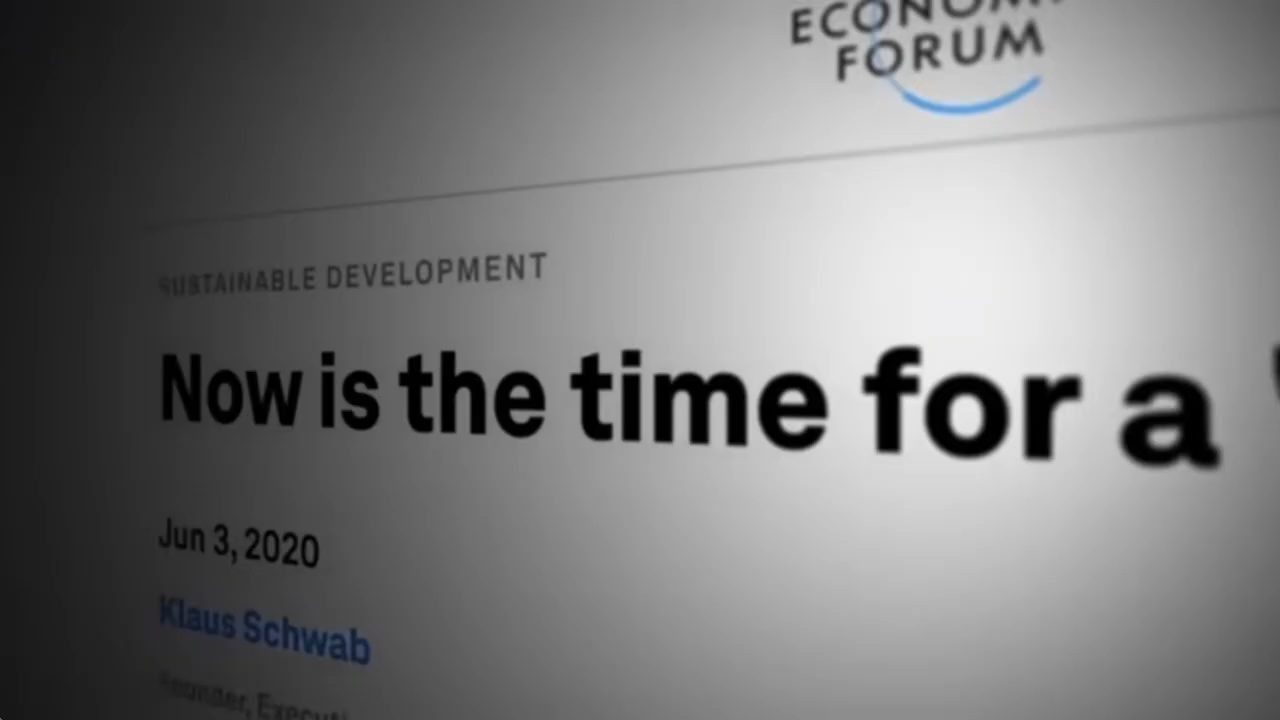 FORUM
SUSTAINABLE DEVELOPMENT
Now is the time for a
Jun 3, 2020
Klaus Schwab